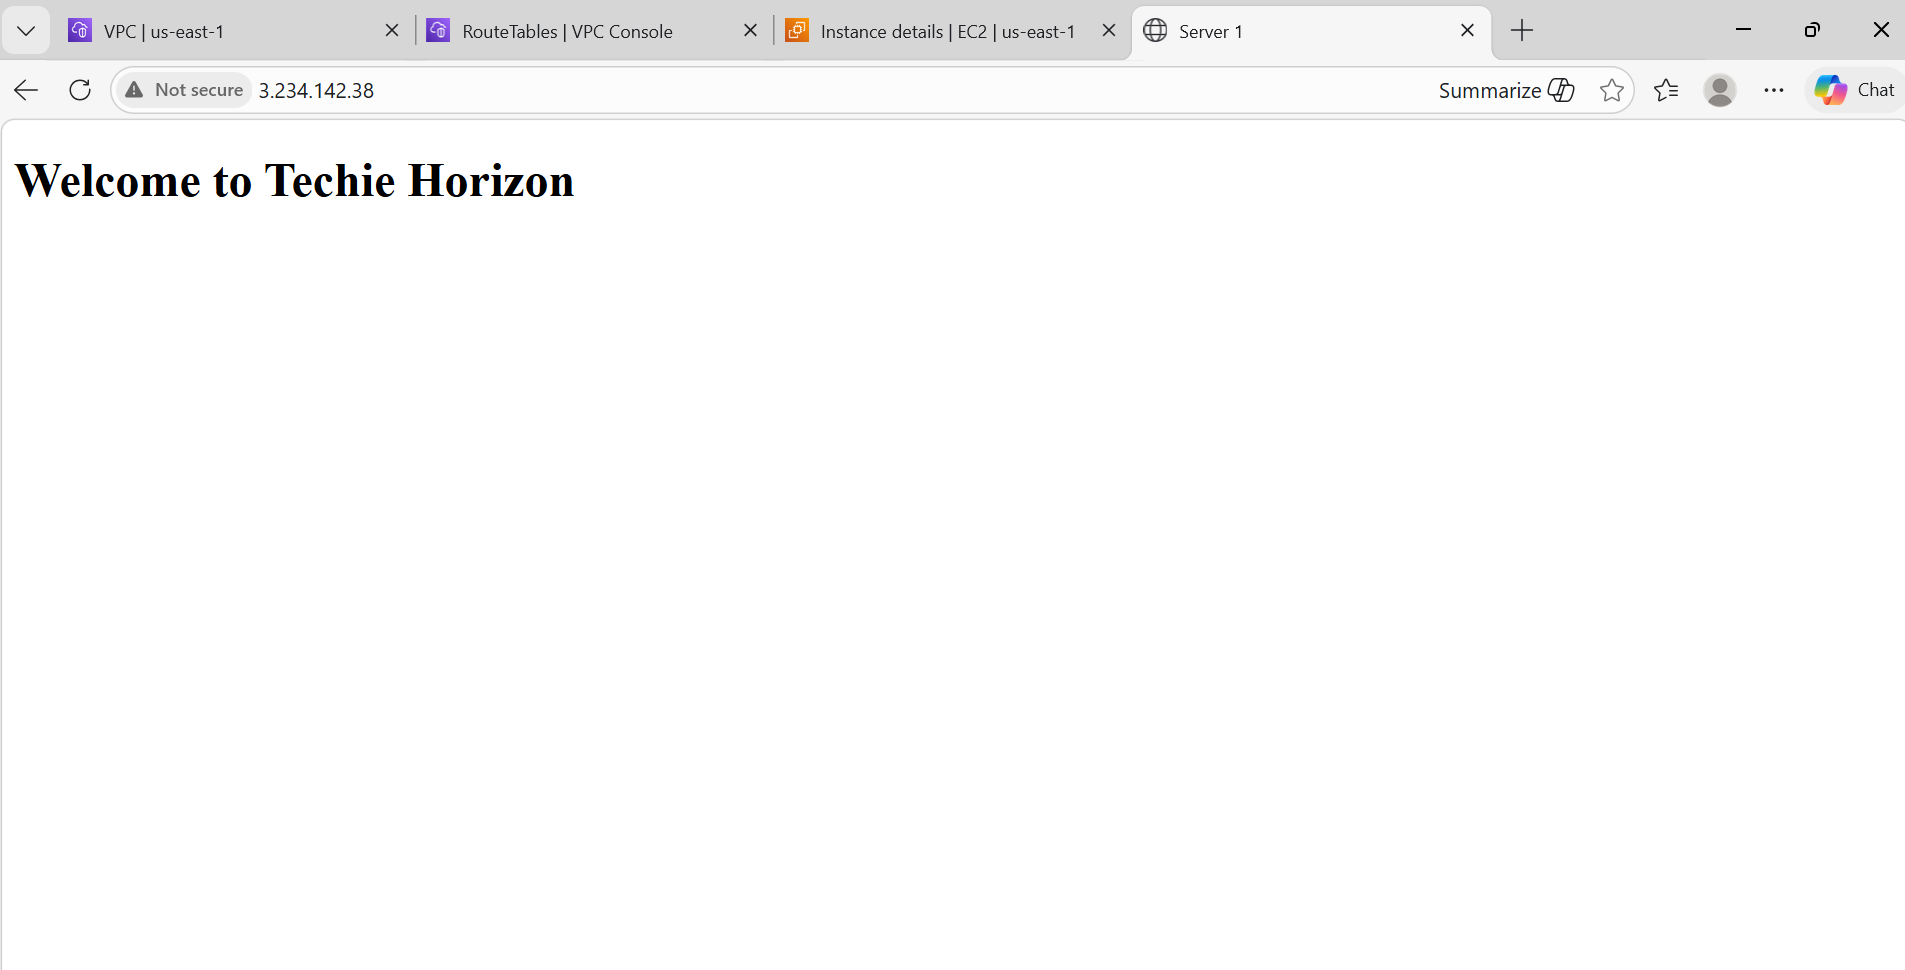 VPC | us-east-1
RouteTables | VPC Console
Instance details | EC2 | us-east-1
Server 1
Not secure
3.234.142.38
Summarize
Chat
Welcome to Techie Horizon